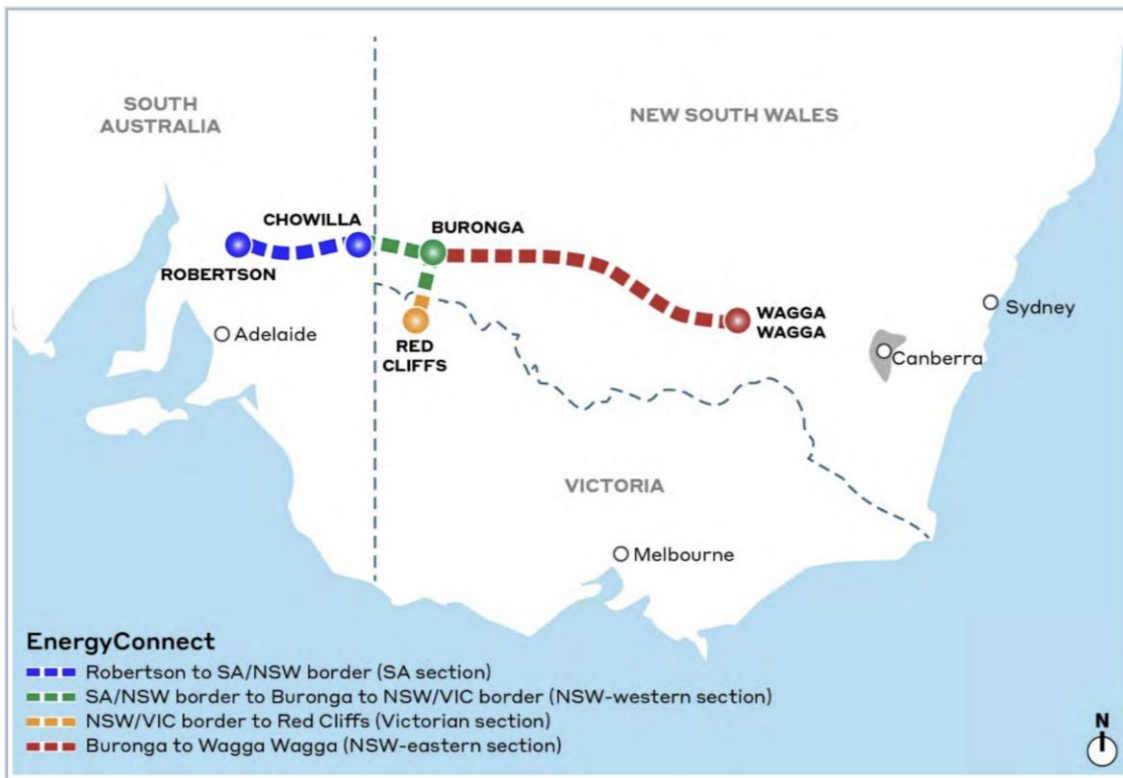 SOUTH
AUSTRALIA
NEW SOUTH WALES
CHOWILLA
BURONGA
ROBERTSON
WAGGA
WAGGA
Sydney
Adelaide
RED
CLIFFS
Canberra
VICTORIA
Melbourne
EnergyConnect
Robertson to SA/NSW border (SA section)
SA/NSW border to Buronga to NSW/VIC border (NSW-western section)
NSW/VIC border to Red Cliffs (Victorian section)
Buronga to Wagga Wagga (NSW-eastern section)
N